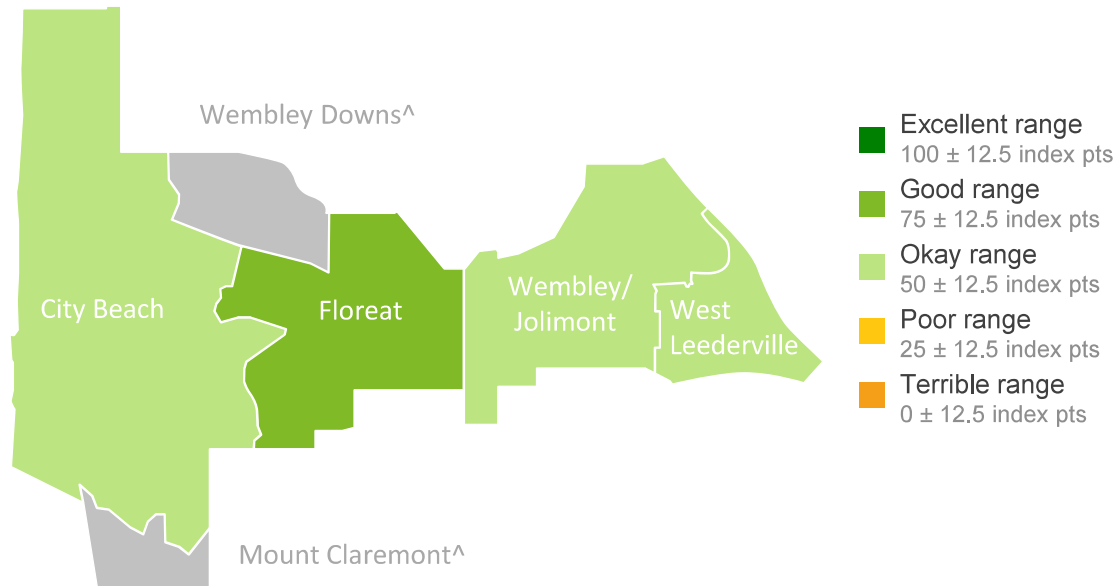 Wembley Downs^
City Beach
Floreat
Wembley/
Jolimont
West
Leederville
Mount Claremont^
Excellent range
100 ± 12.5 index pts
Good range
75 ± 12.5 index pts
Okay range
50 ± 12.5 index pts
Poor range
25 ± 12.5 index pts
Terrible range
0 ± 12.5 index pts